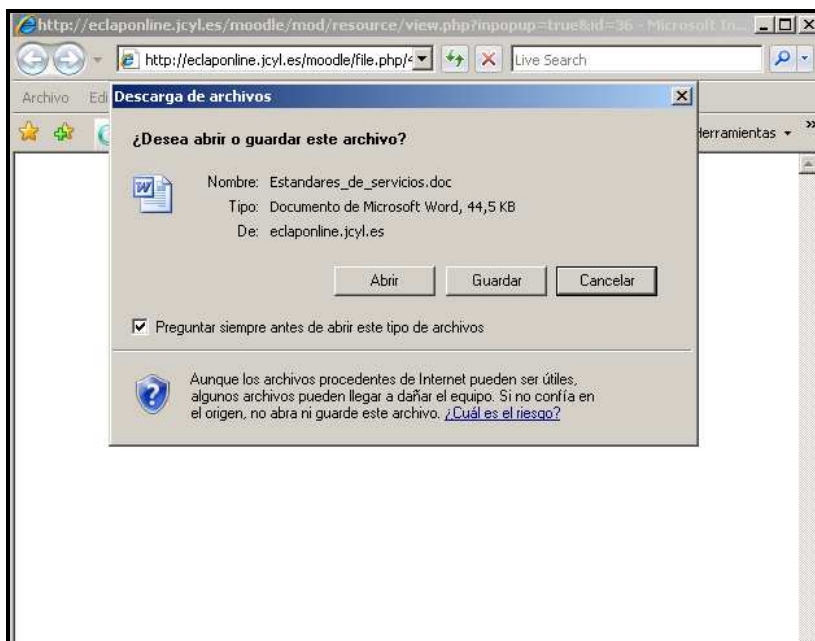 http://eclaponline.jcyl.es/moodle/mod/resource/view.php?inpopup=true&id=36 - Microsoft In...
http://eclaponline.jcyl.es/moodle/file.php/
Live Search
Archivo
Descarga de archivos
¿Desea abrir o guardar este archivo?
Herramientas
Nombre: Estandares_de_servicios.doc
Tipo: Documento de Microsoft Word, 44,5 KB
De: eclaponline.jcyl.es
Abrir Guardar Cancelar
Preguntar siempre antes de abrir este tipo de archivos
Aunque los archivos procedentes de Internet pueden ser útiles,
algunos archivos pueden llegar a dañar el equipo. Si no confía en
el origen, no abra ni guarde este archivo. ¿Cuál es el riesgo?